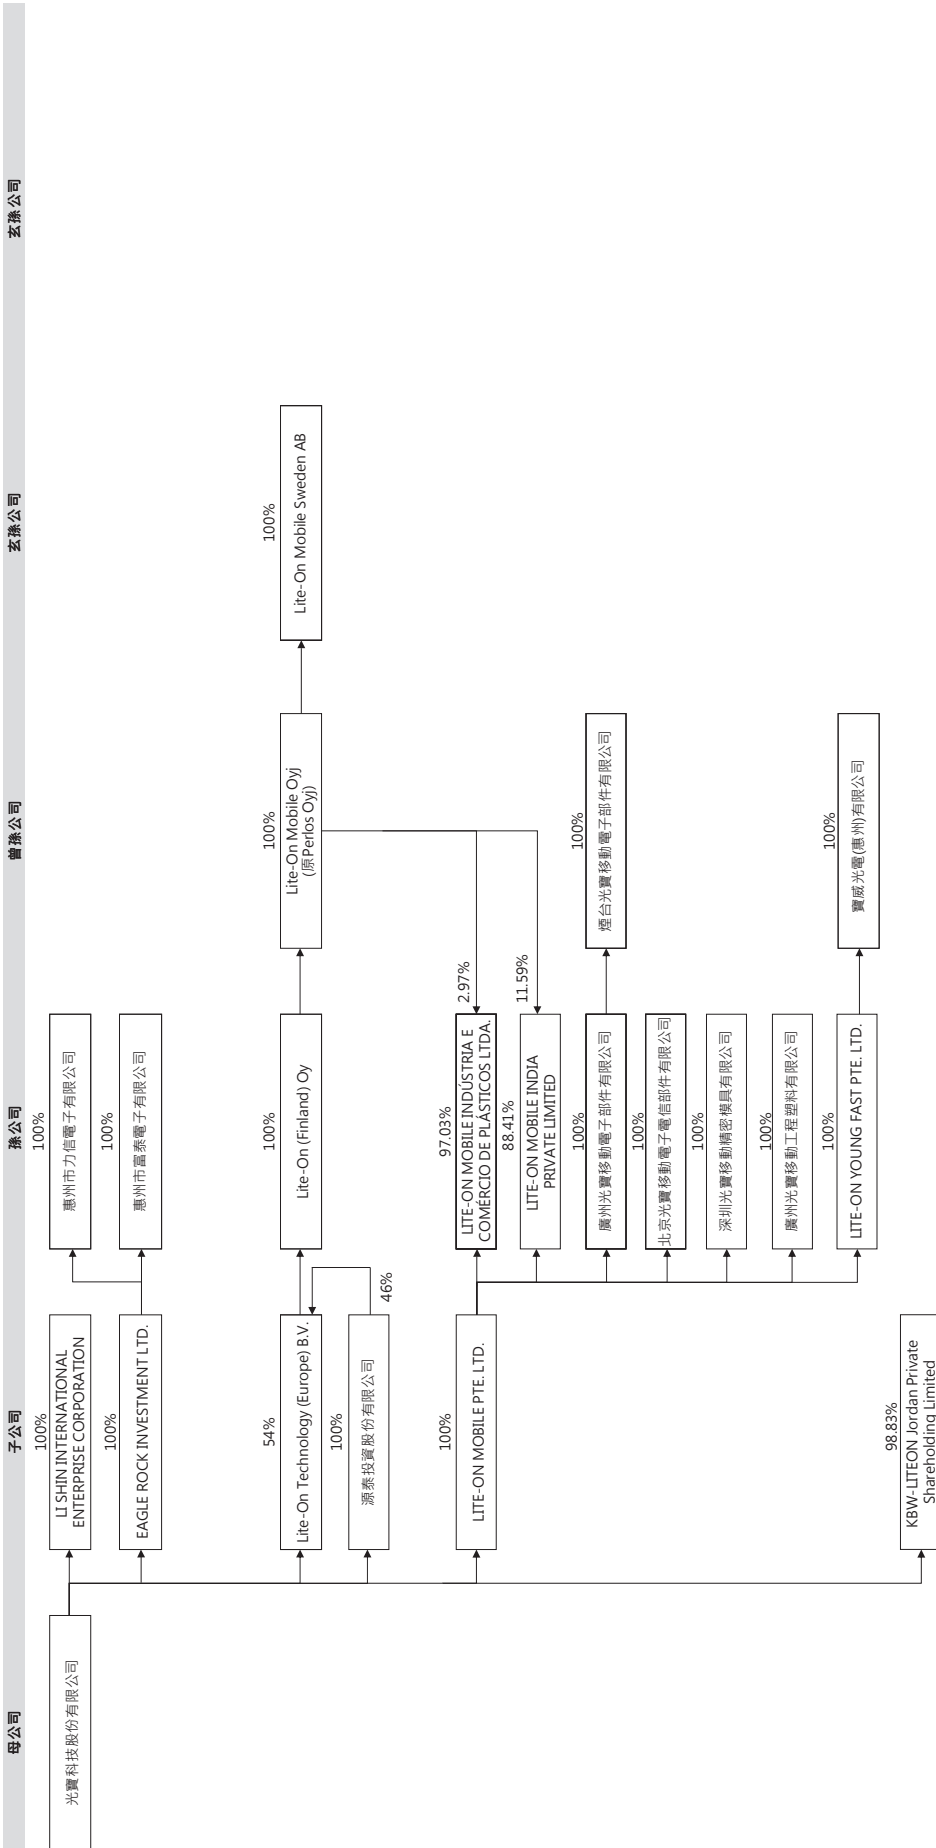 母公司
子公司
孫公司
曾孫公司
玄孫公司
玄孫公司
光寶科技股份有限公司
100%
LI SHIN INTERNATIONAL
ENTERPRISE CORPORATION
100%
惠州市力信電子有限公司
100%
EAGLE ROCK INVESTMENT LTD.
100%
惠州市富泰電子有限公司
54%
Lite-On Technology (Europe) B.V.
100%
Lite-On (Finland) Oy
100%
Lite-On Mobile Oyj
(原Perlos Oyj)
100%
Lite-On Mobile Sweden AB
100%
源泰投資股份有限公司
46%
100%
LITE-ON MOBILE PTE. LTD.
97.03%
LITE-ON MOBILE INDÚSTRIA E
COMÉRCIO DE PLÁSTICOS LTDA.
2.97%
88.41%
LITE-ON MOBILE INDIA
PRIVATE LIMITED
11.59%
100%
廣州光寶移動電子部件有限公司
100%
煙台光寶移動電子部件有限公司
100%
北京光寶移動電子電信部件有限公司
100%
深圳光寶移動精密模具有限公司
100%
廣州光寶移動工程塑料有限公司
100%
LITE-ON YOUNG FAST PTE. LTD.
100%
寶威光電(惠州)有限公司
98.83%
KBW-LITEON Jordan Private
Shareholding Limited